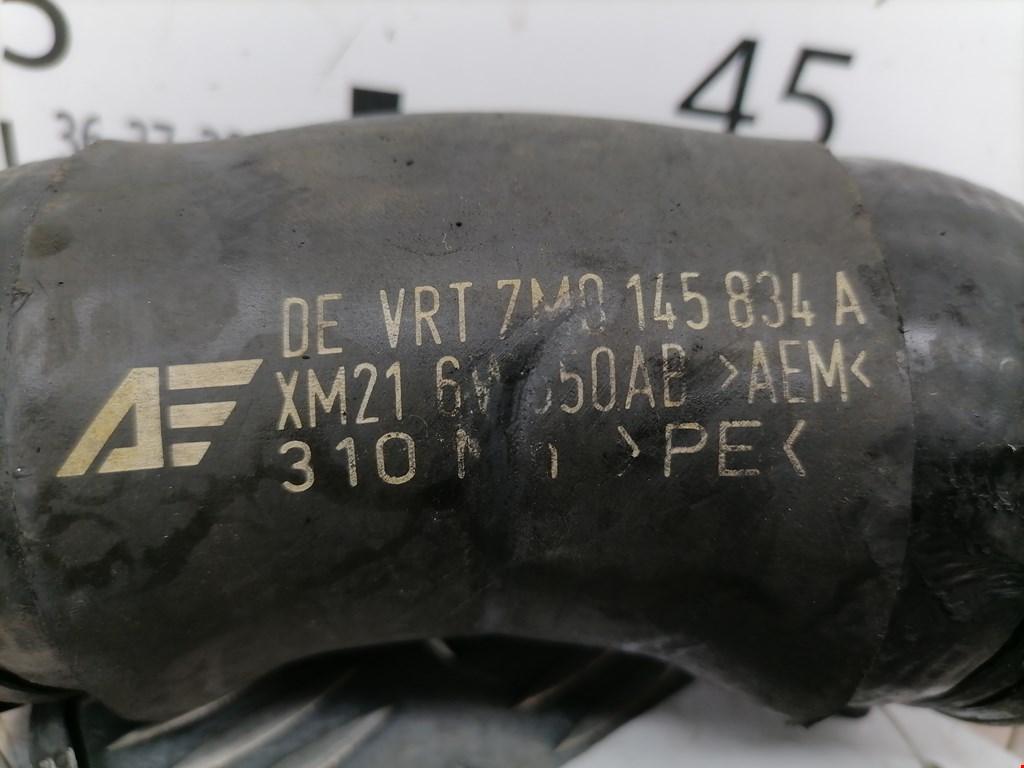 45
DE VRT 7M0 145 834 A
XM21 >AEM<
310 >PE<